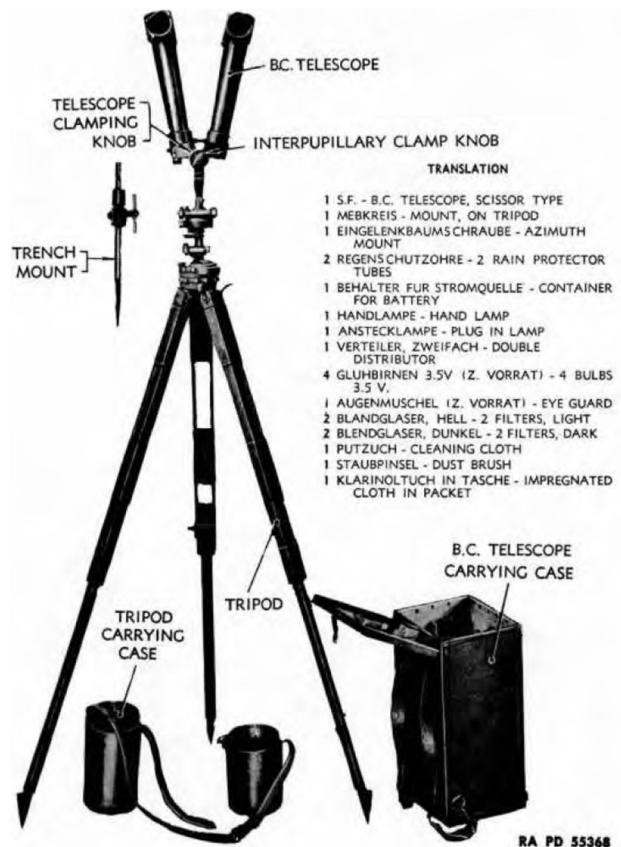 B.C. TELESCOPE
TELESCOPE
CLAMPING
KNOB
INTERPUPILLARY CLAMP KNOB
TRANSLATION
1 S.F. - B.C. TELESCOPE, SCISSOR TYPE
1 MEBKREIS - MOUNT, ON TRIPOD
1 EINGELENKBAUMS CHRAUBE - AZIMUTH
MOUNT
2 REGENS CHUTZOHRE - 2 RAIN PROTECTOR
TUBES
1 BEHALTER FUR STROMQUELLE - CONTAINER
FOR BATTERY
1 HANDLAMPE - HAND LAMP
1 ANSTECKLAMPE - PLUG IN LAMP
1 VERTEILER, ZWEIFACH - DOUBLE
DISTRIBUTOR
4 GLUHBIRNEN 3.5V (Z. VORRAT) - 4 BULBS
3.5 V.
1 AUGENMUSCHEL (Z. VORRAT) - EYE GUARD
2 BLANDGLASER, HELL - 2 FILTERS, LIGHT
2 BLENDGLASER, DUNKEL - 2 FILTERS, DARK
1 PUTZUCH - CLEANING CLOTH
1 STAUBPINSEL - DUST BRUSH
1 KLARINOLTUCH IN TASCHE - IMPREGNATED
CLOTH IN PACKET
TRENCH
MOUNT
B.C. TELESCOPE
CARRYING CASE
TRIPOD
TRIPOD
CARRYING
CASE
RA PD 55368